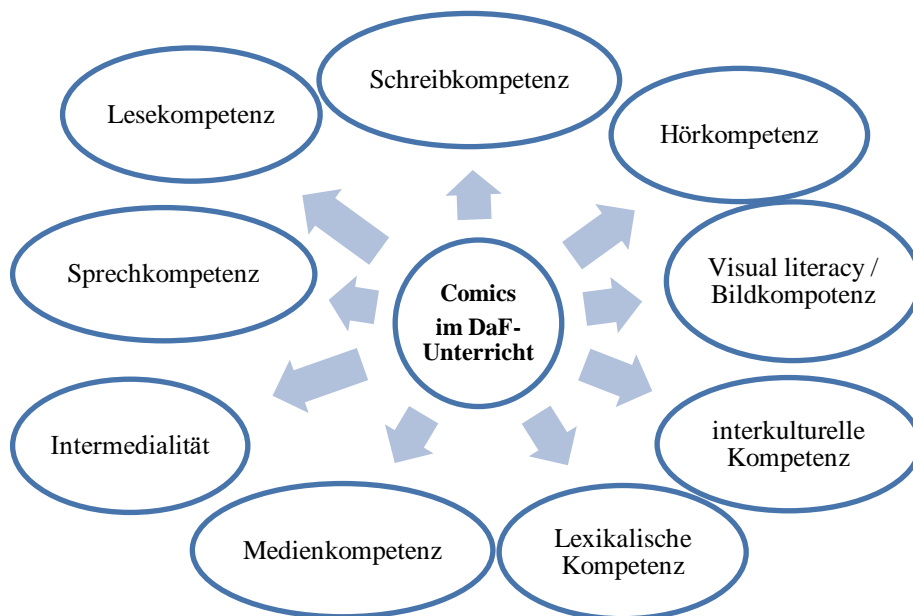 Schreibkompetenz
Lesekompetenz
Hörkompetenz
Sprechkompetenz
Visual literacy /
Bildkompotenz
Comics
im DaF-
Unterricht
Intermedialität
interkulturelle
Kompetenz
Medienkompetenz
Lexikalische
Kompetenz